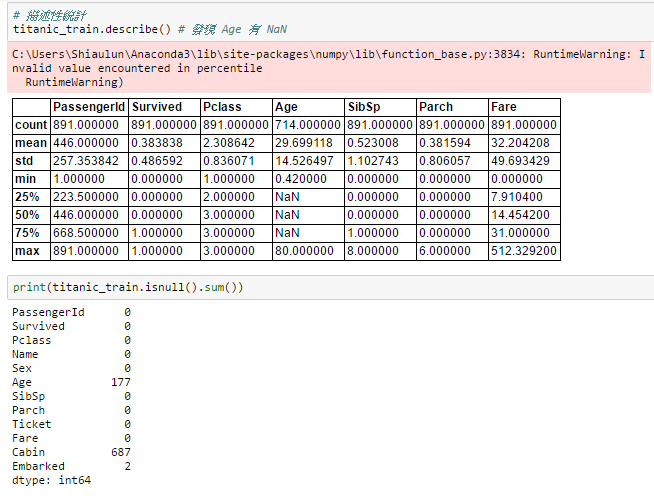 # 描述性統計
titanic_train.describe() # 發現 Age 有 NaN
C:\Users\Shiaulun\Anaconda3\lib\site-packages\numpy\lib\function_base.py:3834: RuntimeWarning: I
nvalid value encountered in percentile
RuntimeWarning)
PassengerId Survived Pclass Age SibSp Parch Fare
count 891.000000 891.000000 891.000000 714.000000 891.000000 891.000000 891.000000
mean 446.000000 0.383838 2.308642 29.699118 0.523008 0.381594 32.204208
std 257.353842 0.486592 0.836071 14.526497 1.102743 0.806057 49.693429
min 1.000000 0.000000 1.000000 0.420000 0.000000 0.000000 0.000000
25% 223.500000 0.000000 2.000000 NaN 0.000000 0.000000 7.910400
50% 446.000000 0.000000 3.000000 NaN 0.000000 0.000000 14.454200
75% 668.500000 1.000000 3.000000 NaN 1.000000 0.000000 31.000000
max 891.000000 1.000000 3.000000 80.000000 8.000000 6.000000 512.329200
print(titanic_train.isnull().sum())
PassengerId 0
Survived 0
Pclass 0
Name 0
Sex 0
Age 177
SibSp 0
Parch 0
Ticket 0
Fare 0
Cabin 687
Embarked 2
dtype: int64